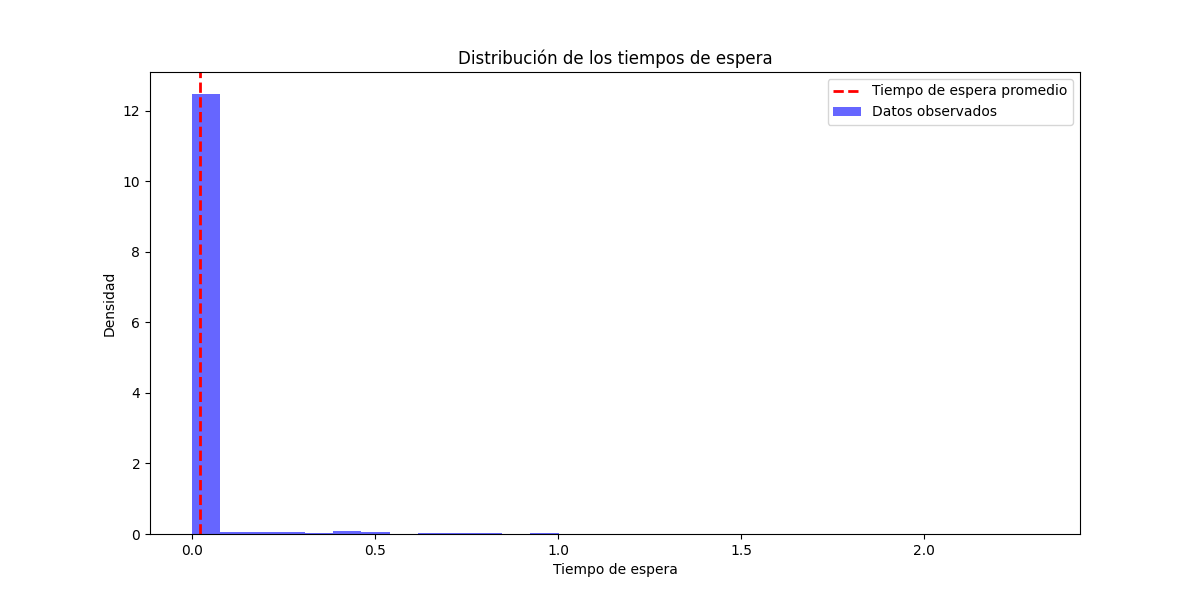 Distribución de los tiempos de espera
Tiempo de espera promedio
Datos observados
12
10
8
6
4
2
0
Densidad
0.0 0.5 1.0 1.5 2.0
Tiempo de espera